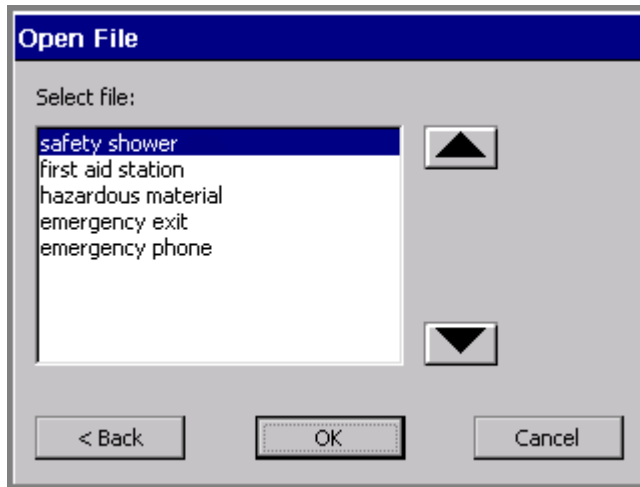 Open File
Select file:
safety shower
first aid station
hazardous material
emergency exit
emergency phone
< Back
OK
Cancel